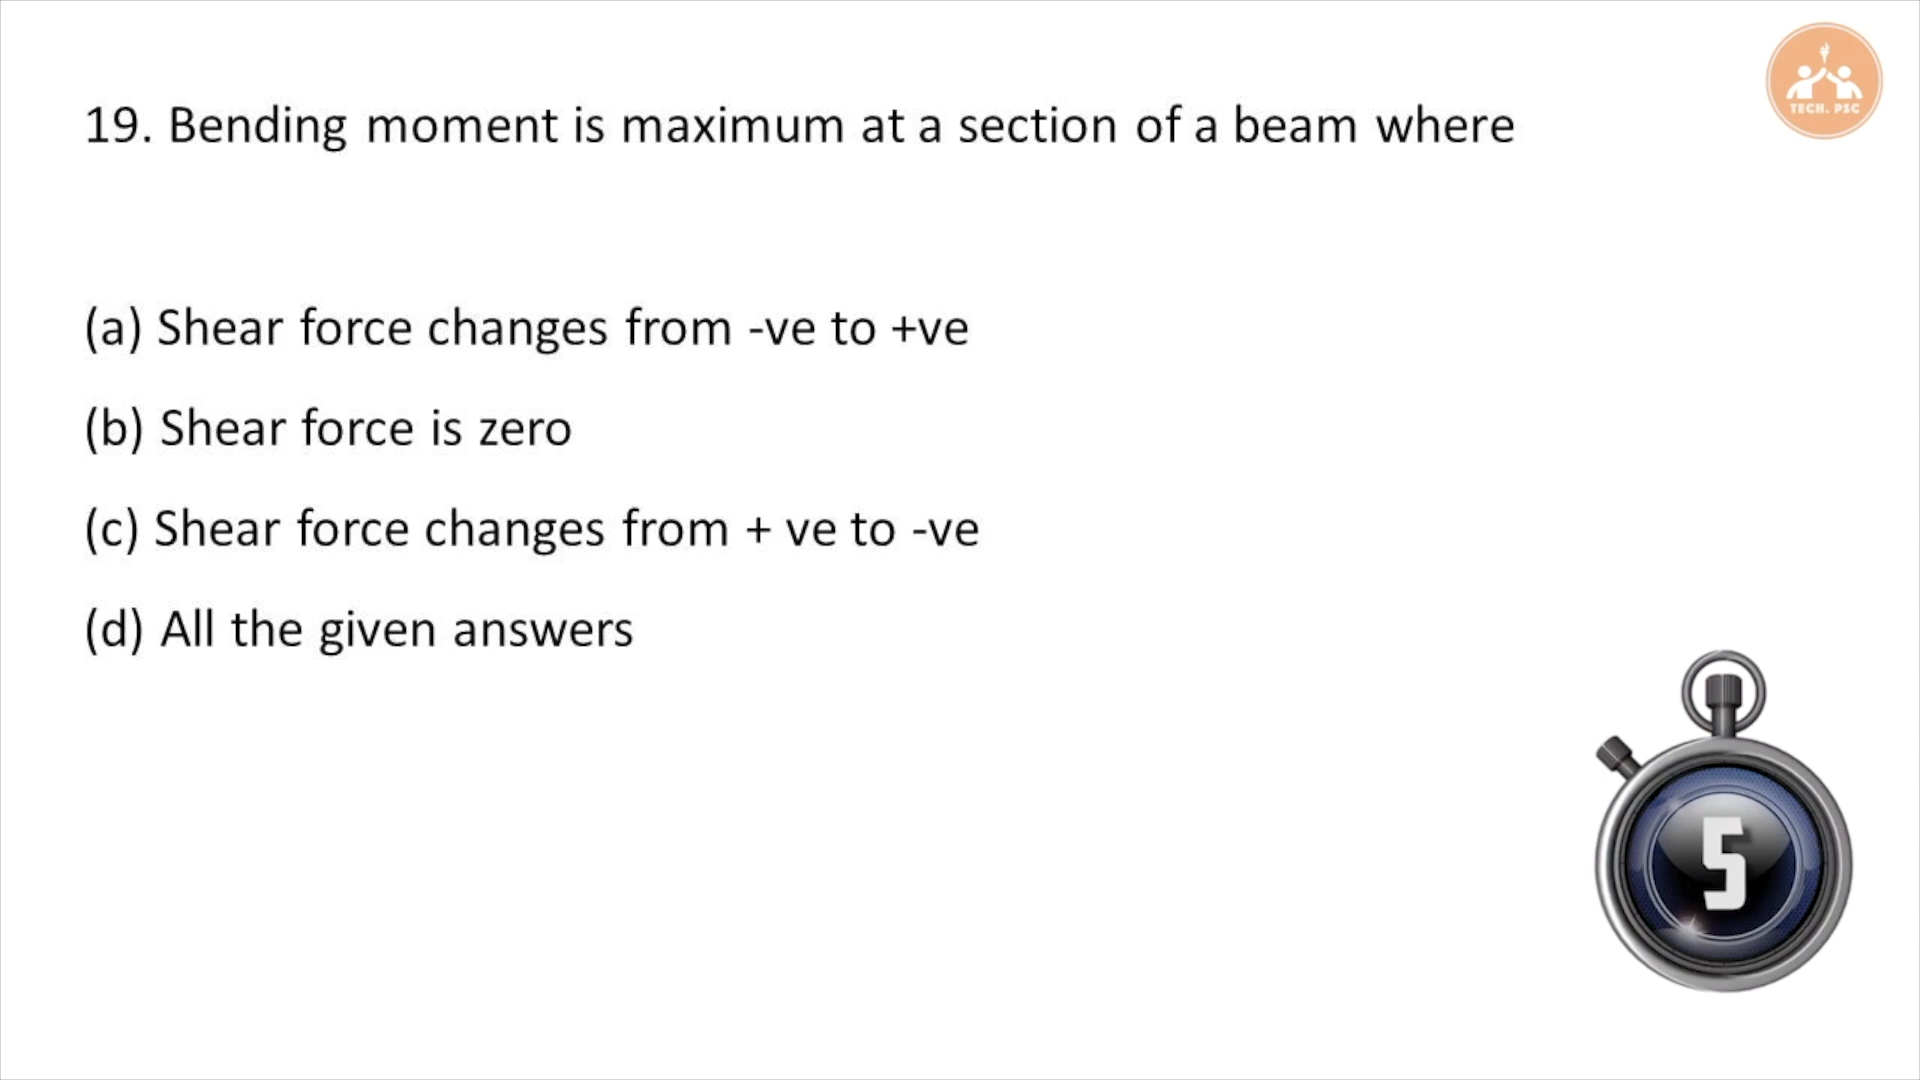 TECH. PSC
19. Bending moment is maximum at a section of a beam where
(a) Shear force changes from -ve to +ve
(b) Shear force is zero
(c) Shear force changes from + ve to -ve
(d) All the given answers
5